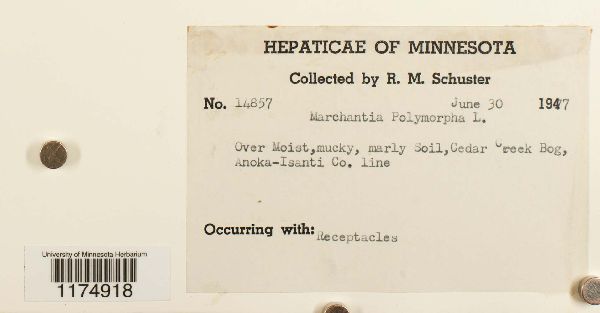 HEPATICAE OF MINNESOTA
Collected by R. M. Schuster
No. 14857 June 30 1947
Marchantia Polymorpha L.
Over Moist,mucky, marly Soil,Cedar Creek Bog,
Anoka-Isanti Co. line
Occurring with: Receptacles
University of Minnesota Herbarium
1174918